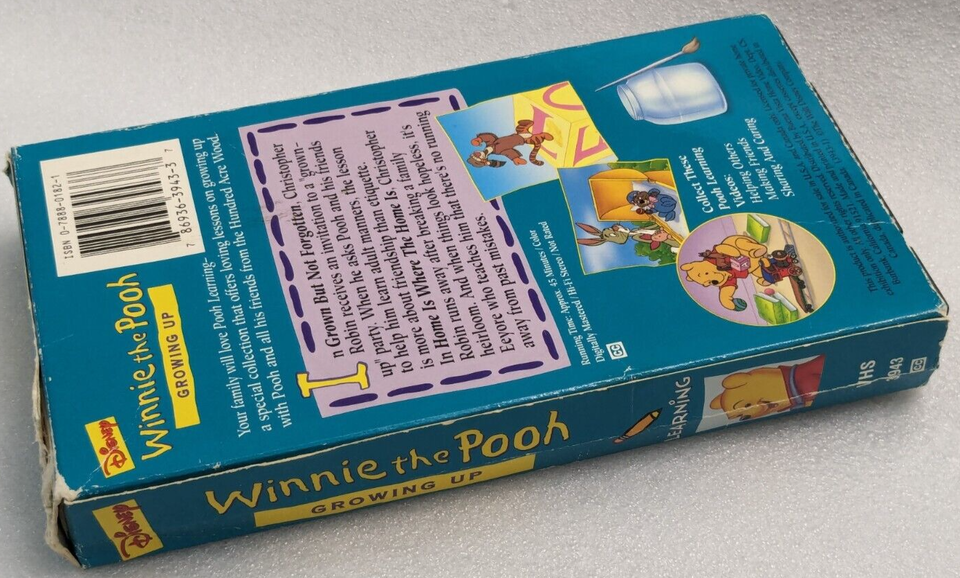 ISBN 0-7888-0182-1
7 86936-3943-3 7
DISNEY
Winnie the Pooh
GROWING UP
Your family will love Pooh Learning-
a special collection that offers loving lessons on growing up
with Pooh and all his friends from the Hundred Acre Wood.
In Grown But Not Forgotten, Christopher
Robin receives an invitation to a "grown-
up" party. When he asks Pooh and his friends
to help him learn adult manners, the lesson
is more about friendship than etiquette.
In Home Is Where The Home Is, Christopher
Robin runs away after breaking a family
heirloom. And when things look hopeless, it's
Eeyore who teaches him that there's no running
away from past mistakes.
Running Time: Approx. 45 Minutes / Color
Digitally Mastered / Hi-Fi Stereo / Not Rated
CC
Collect These
Pooh Learning
Videos:
Helping Others
Making Friends
Sharing And Caring
DISNEY
Winnie the Pooh
GROWING UP
LEARNING
VHS
3943
CC